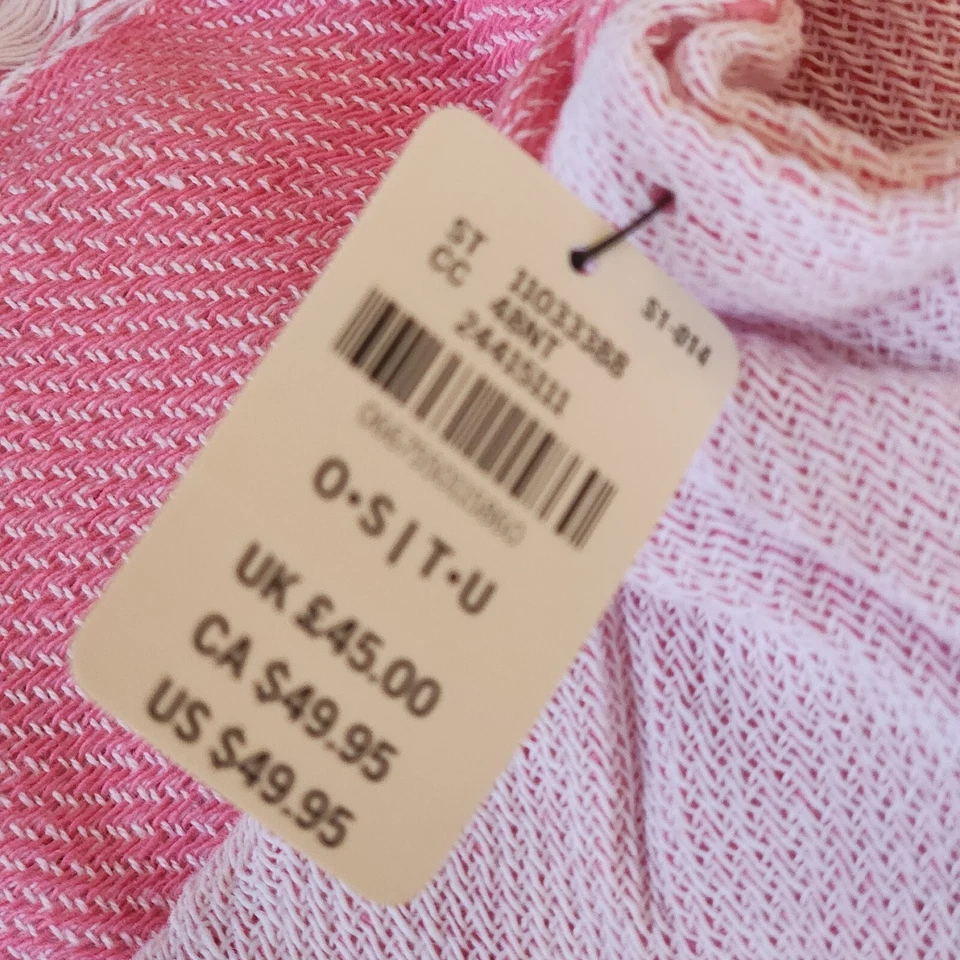 ST 11033388
CC 4BNT
24415111
S1-014
O•S | T•U
UK £45.00
CA $49.95
US $49.95